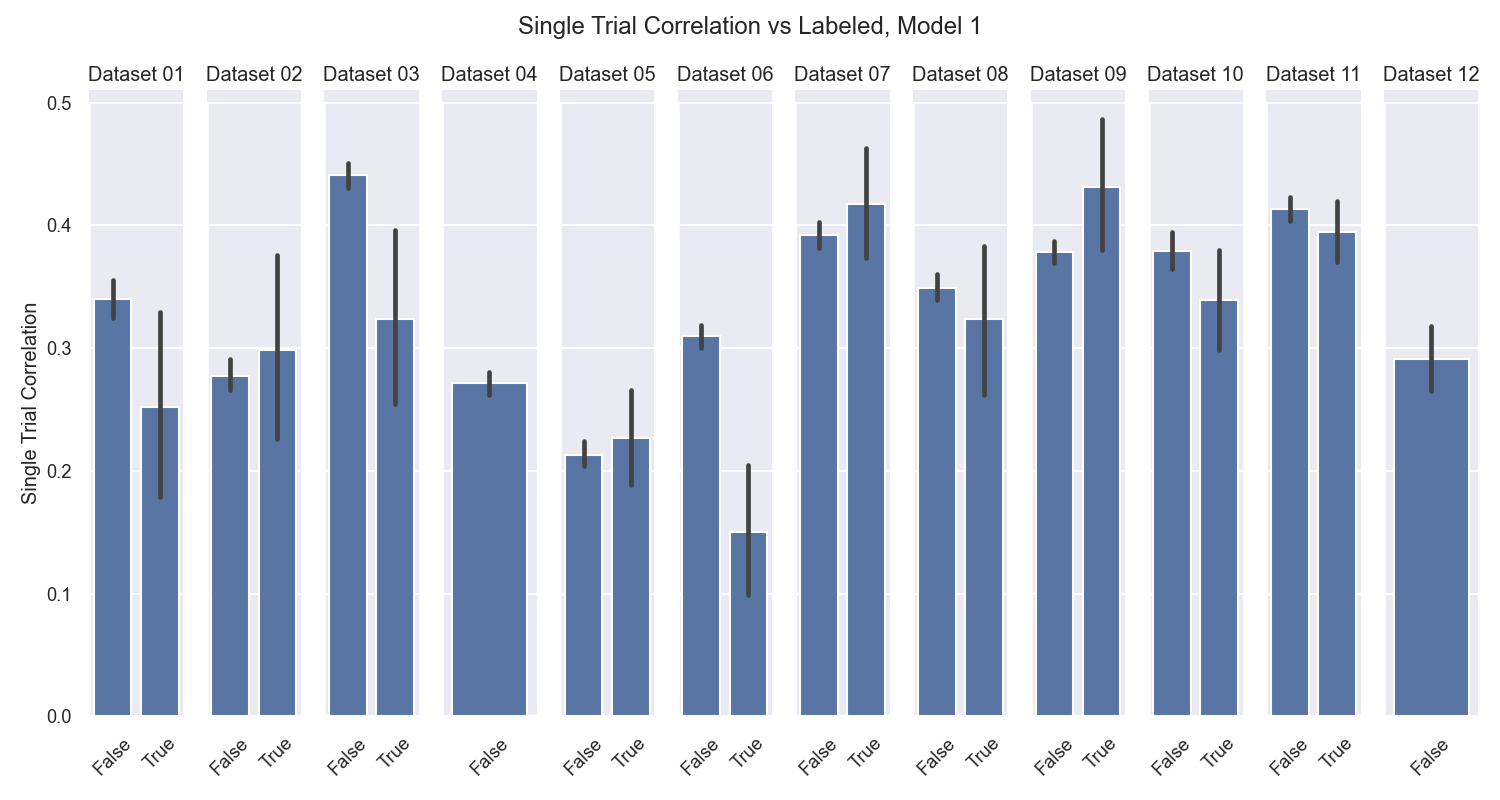 Single Trial Correlation vs Labeled, Model 1
Dataset 01 Dataset 02 Dataset 03 Dataset 04 Dataset 05 Dataset 06 Dataset 07 Dataset 08 Dataset 09 Dataset 10 Dataset 11 Dataset 12
0.5
0.4
0.3
0.2
0.1
0.0
Single Trial Correlation
False True False True False True False False True False True False True False True False True False True False True False